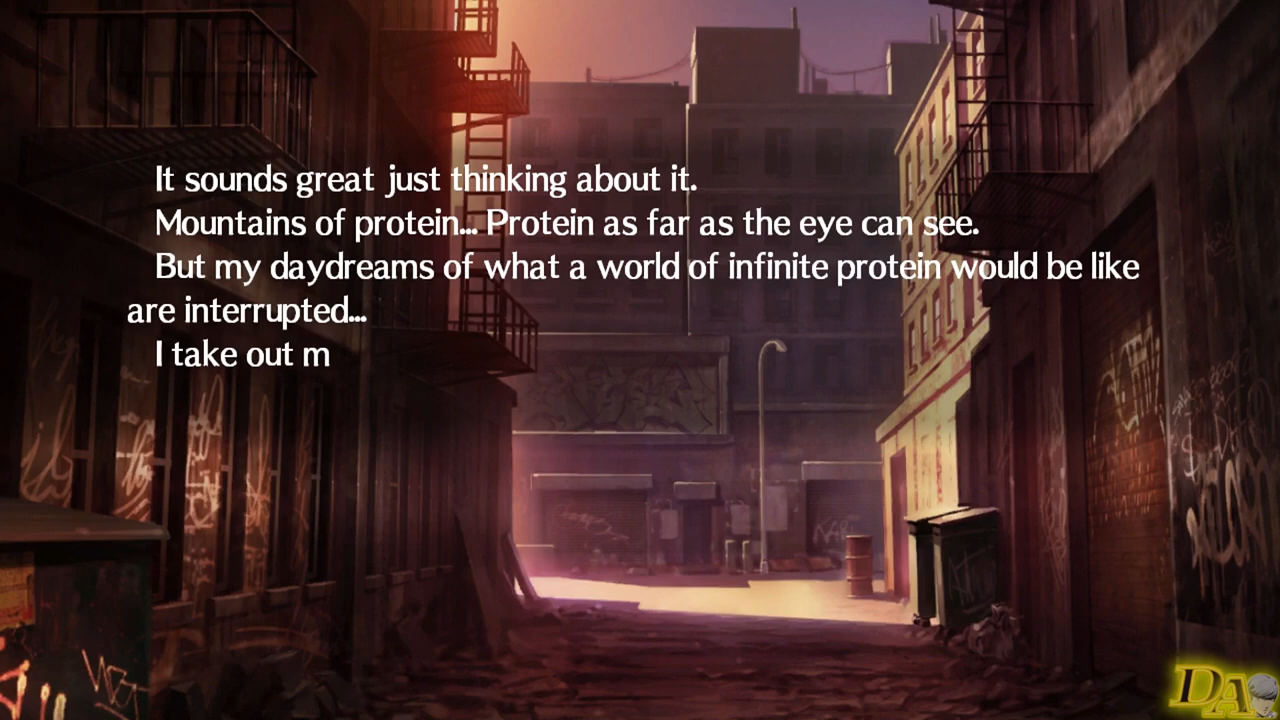 It sounds great just thinking about it.
Mountains of protein... Protein as far as the eye can see.
But my daydreams of what a world of infinite protein would be like
are interrupted...
I take out m
DA